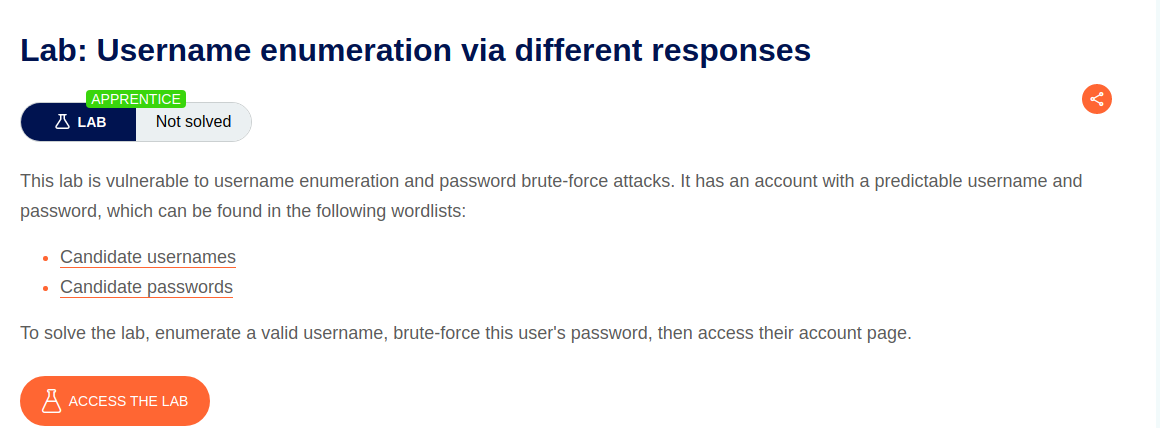 Lab: Username enumeration via different responses
APPRENTICE
LAB Not solved
This lab is vulnerable to username enumeration and password brute-force attacks. It has an account with a predictable username and
password, which can be found in the following wordlists:
Candidate usernames
Candidate passwords
To solve the lab, enumerate a valid username, brute-force this user's password, then access their account page.
ACCESS THE LAB